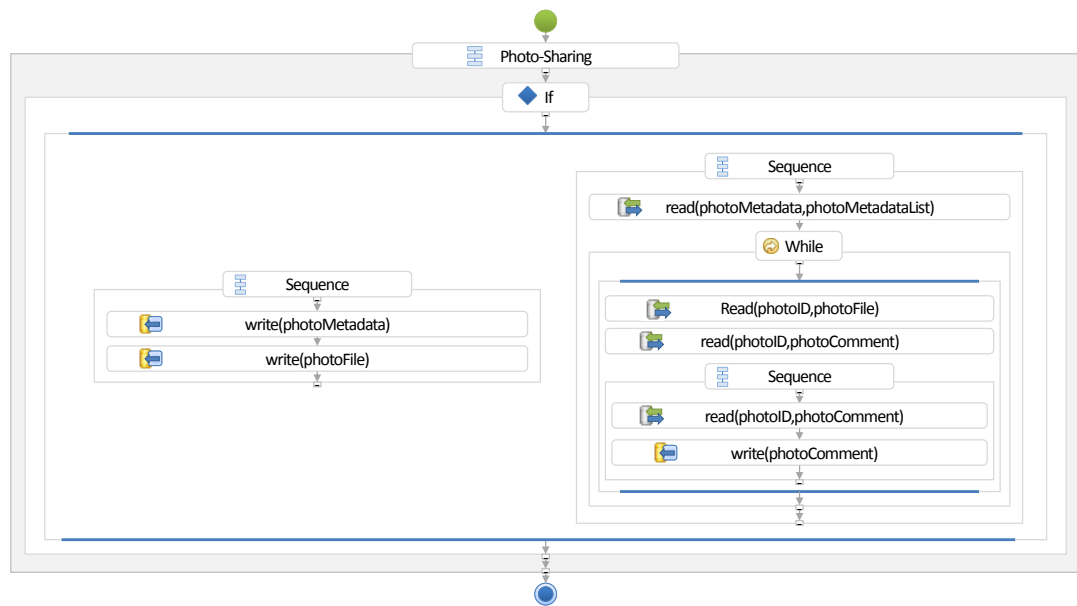 Photo-Sharing
If
Sequence
write(photoMetadata)
write(photoFile)
Sequence
read(photoMetadata,photoMetadataList)
While
Read(photoID,photoFile)
read(photoID,photoComment)
Sequence
read(photoID,photoComment)
write(photoComment)